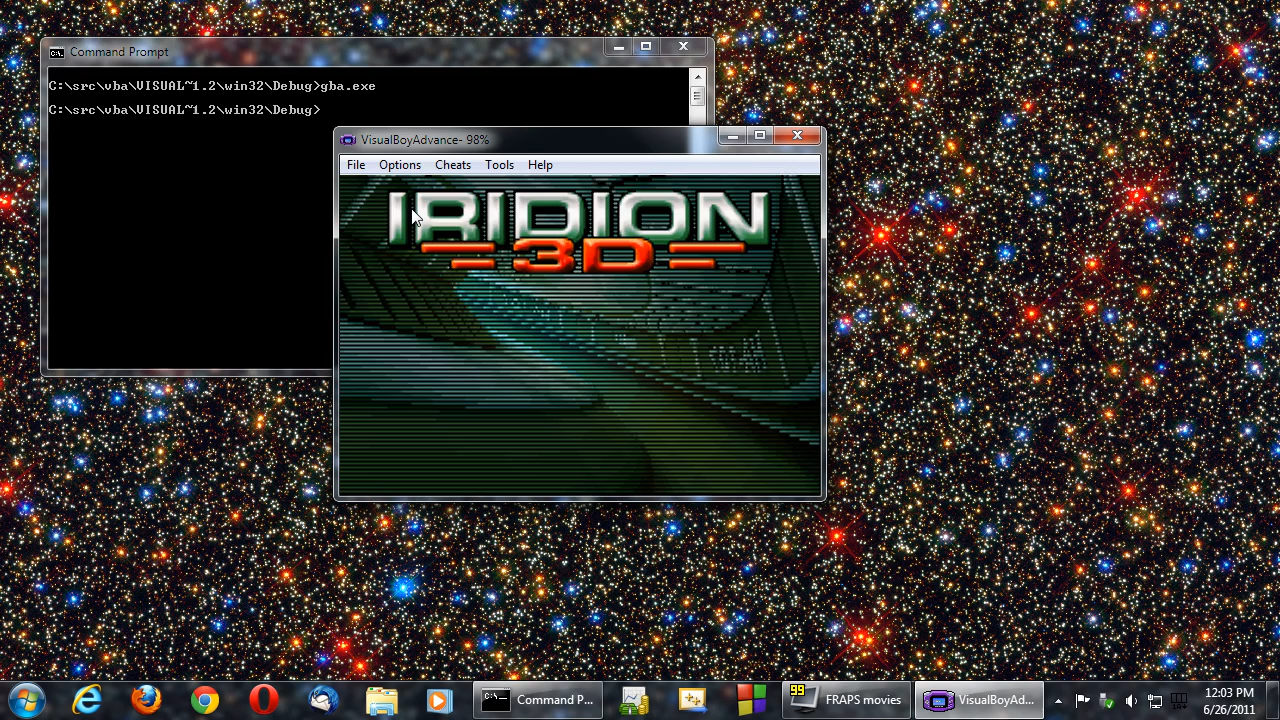 Command Prompt
C:\src\vba\VISUAL~1.2\win32\Debug>gba.exe
C:\src\vba\VISUAL~1.2\win32\Debug>
VisualBoyAdvance- 98%
File Options Cheats Tools Help
IRIDION
3D
C:\.
Command P...
99
FRAPS movies
VisualBoyAd...
12:03 PM
6/26/2011